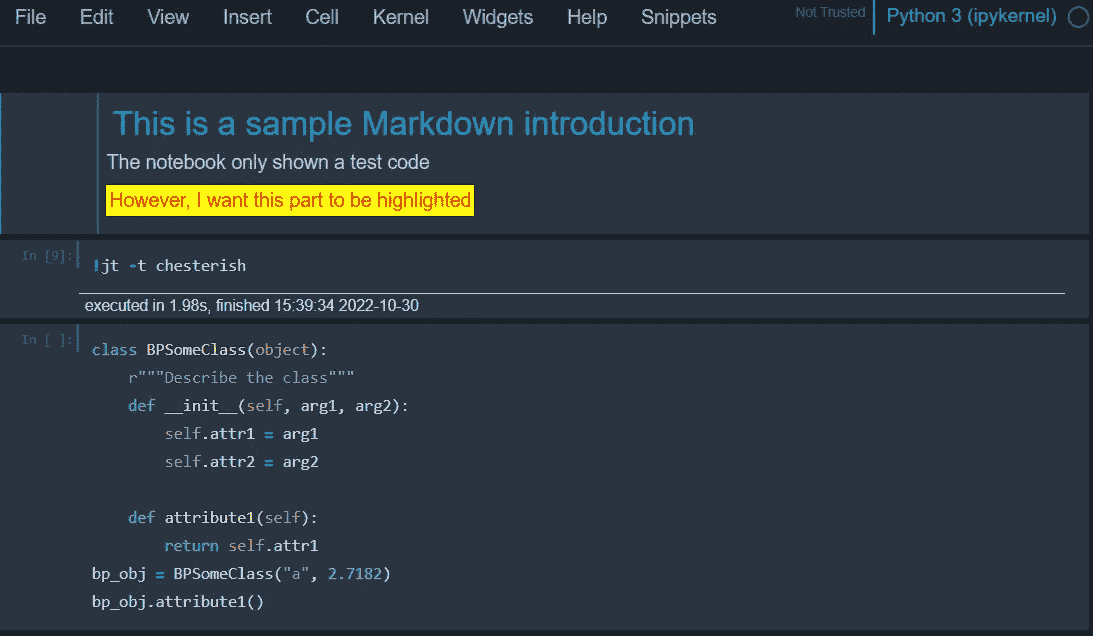 File Edit View Insert Cell Kernel Widgets Help Snippets Not Trusted Python 3 (ipykernel)
This is a sample Markdown introduction
The notebook only shown a test code
However, I want this part to be highlighted
In [9]: !jt -t chesterish
executed in 1.98s, finished 15:39:34 2022-10-30
In [ ]: class BPSomeClass(object):
    r"""Describe the class"""
    def __init__(self, arg1, arg2):
        self.attr1 = arg1
        self.attr2 = arg2
    def attribute1(self):
        return self.attr1
bp_obj = BPSomeClass("a", 2.7182)
bp_obj.attribute1()